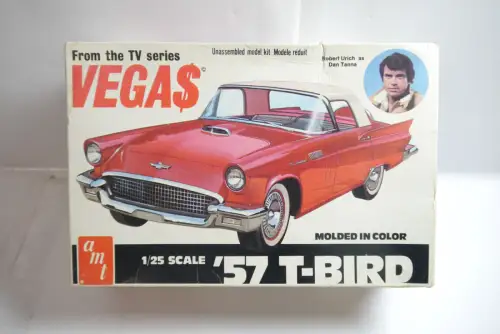 From the TV series
Unassembled model kit Modele réduit
VEGA$
Robert Urich as
Dan Tanna
MOLDED IN COLOR
amt
1/25 SCALE '57 T-BIRD